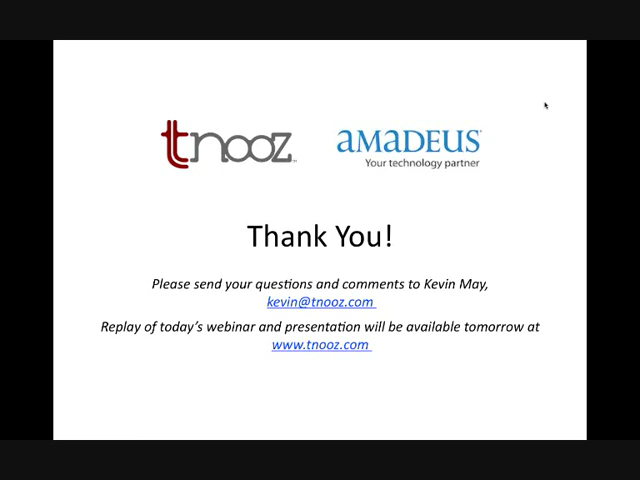 tnooz
amadeus
Your technology partner
Thank You!
Please send your questions and comments to Kevin May,
kevin@tnooz.com
Replay of today's webinar and presentation will be available tomorrow at
www.tnooz.com